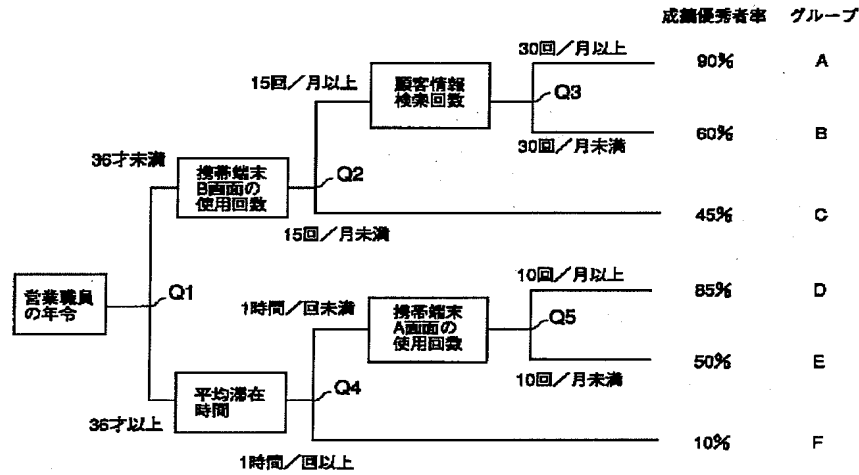 成績優秀者率 グループ
30回／月以上
90% A
15回／月以上
顧客情報
検索回数
Q3
60% B
30回／月未満
36才未満
携帯端末
B画面の
使用回数
Q2
45% C
15回／月未満
営業職員
の年令
Q1
10回／月以上
85% D
1時間／回未満
携帯端末
A画面の
使用回数
Q5
50% E
10回／月未満
平均滞在
時間
Q4
36才以上
10% F
1時間／回以上